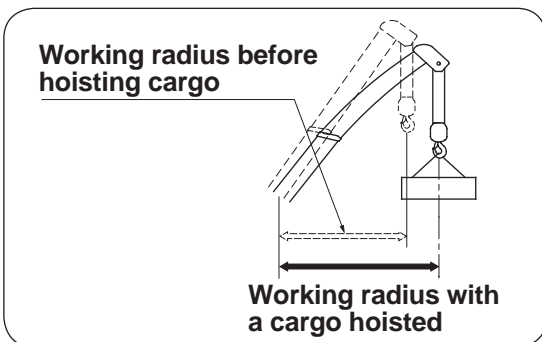 Working radius before
hoisting cargo
Working radius with
a cargo hoisted